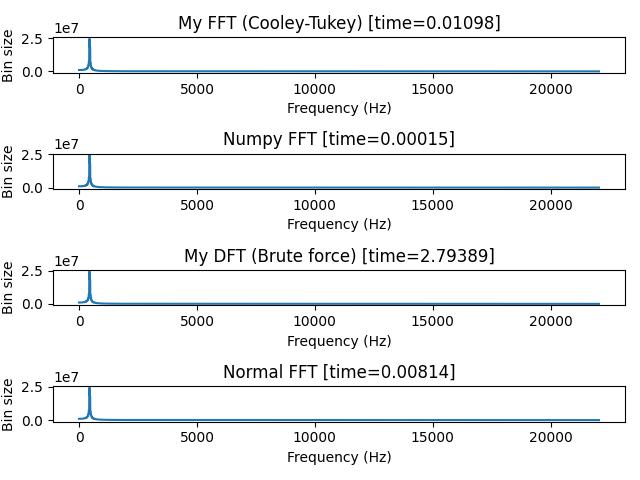 My FFT (Cooley-Tukey) [time=0.01098]
1e7
2.5
0.0
Bin size
0 5000 10000 15000 20000
Frequency (Hz)
Numpy FFT [time=0.00015]
1e7
2.5
0.0
Bin size
0 5000 10000 15000 20000
Frequency (Hz)
My DFT (Brute force) [time=2.79389]
1e7
2.5
0.0
Bin size
0 5000 10000 15000 20000
Frequency (Hz)
Normal FFT [time=0.00814]
1e7
2.5
0.0
Bin size
0 5000 10000 15000 20000
Frequency (Hz)